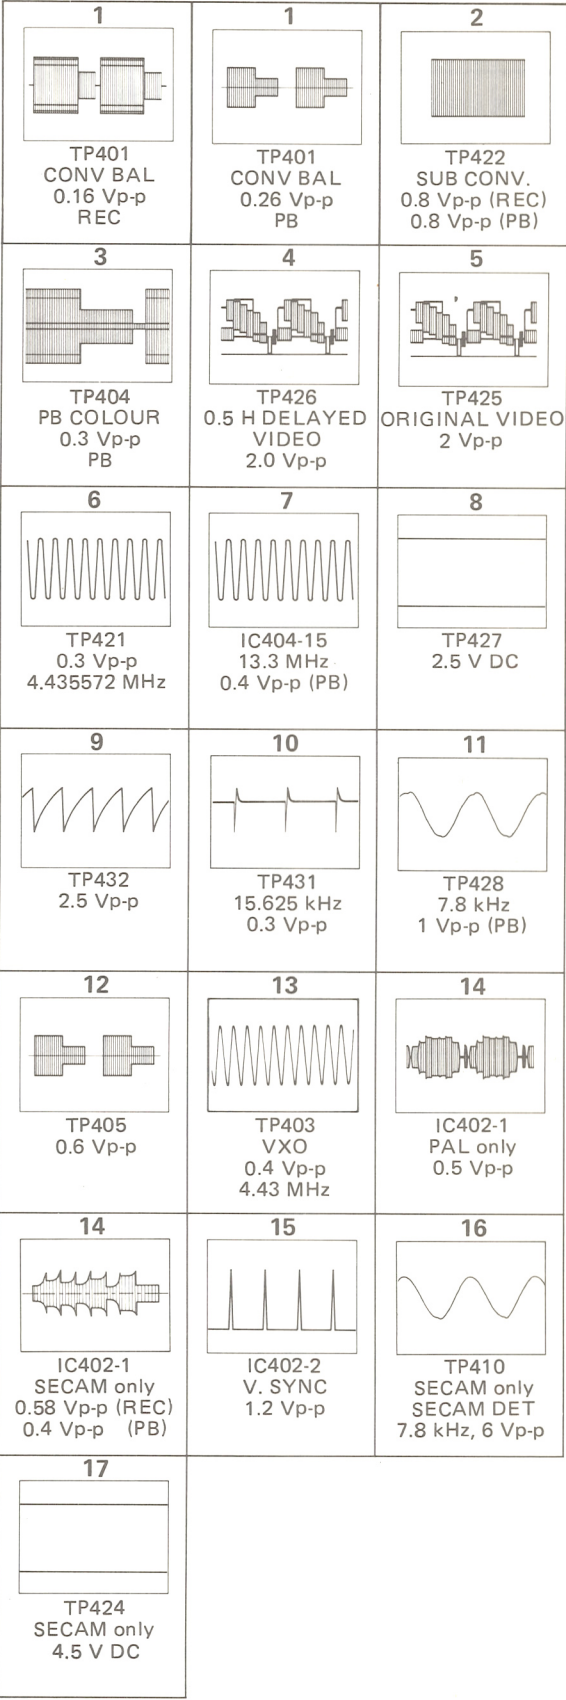 1
TP401
CONV BAL
0.16 Vp-p
REC
1
TP401
CONV BAL
0.26 Vp-p
PB
2
TP422
SUB CONV.
0.8 Vp-p (REC)
0.8 Vp-p (PB)
3
TP404
PB COLOUR
0.3 Vp-p
PB
4
TP426
0.5 H DELAYED
VIDEO
2.0 Vp-p
5
TP425
ORIGINAL VIDEO
2 Vp-p
6
TP421
0.3 Vp-p
4.435572 MHz
7
IC404-15
13.3 MHz
0.4 Vp-p (PB)
8
TP427
2.5 V DC
9
TP432
2.5 Vp-p
10
TP431
15.625 kHz
0.3 Vp-p
11
TP428
7.8 kHz
1 Vp-p (PB)
12
TP405
0.6 Vp-p
13
TP403
VXO
0.4 Vp-p
4.43 MHz
14
IC402-1
PAL only
0.5 Vp-p
14
IC402-1
SECAM only
0.58 Vp-p (REC)
0.4 Vp-p (PB)
15
IC402-2
V. SYNC
1.2 Vp-p
16
TP410
SECAM only
SECAM DET
7.8 kHz, 6 Vp-p
17
TP424
SECAM only
4.5 V DC